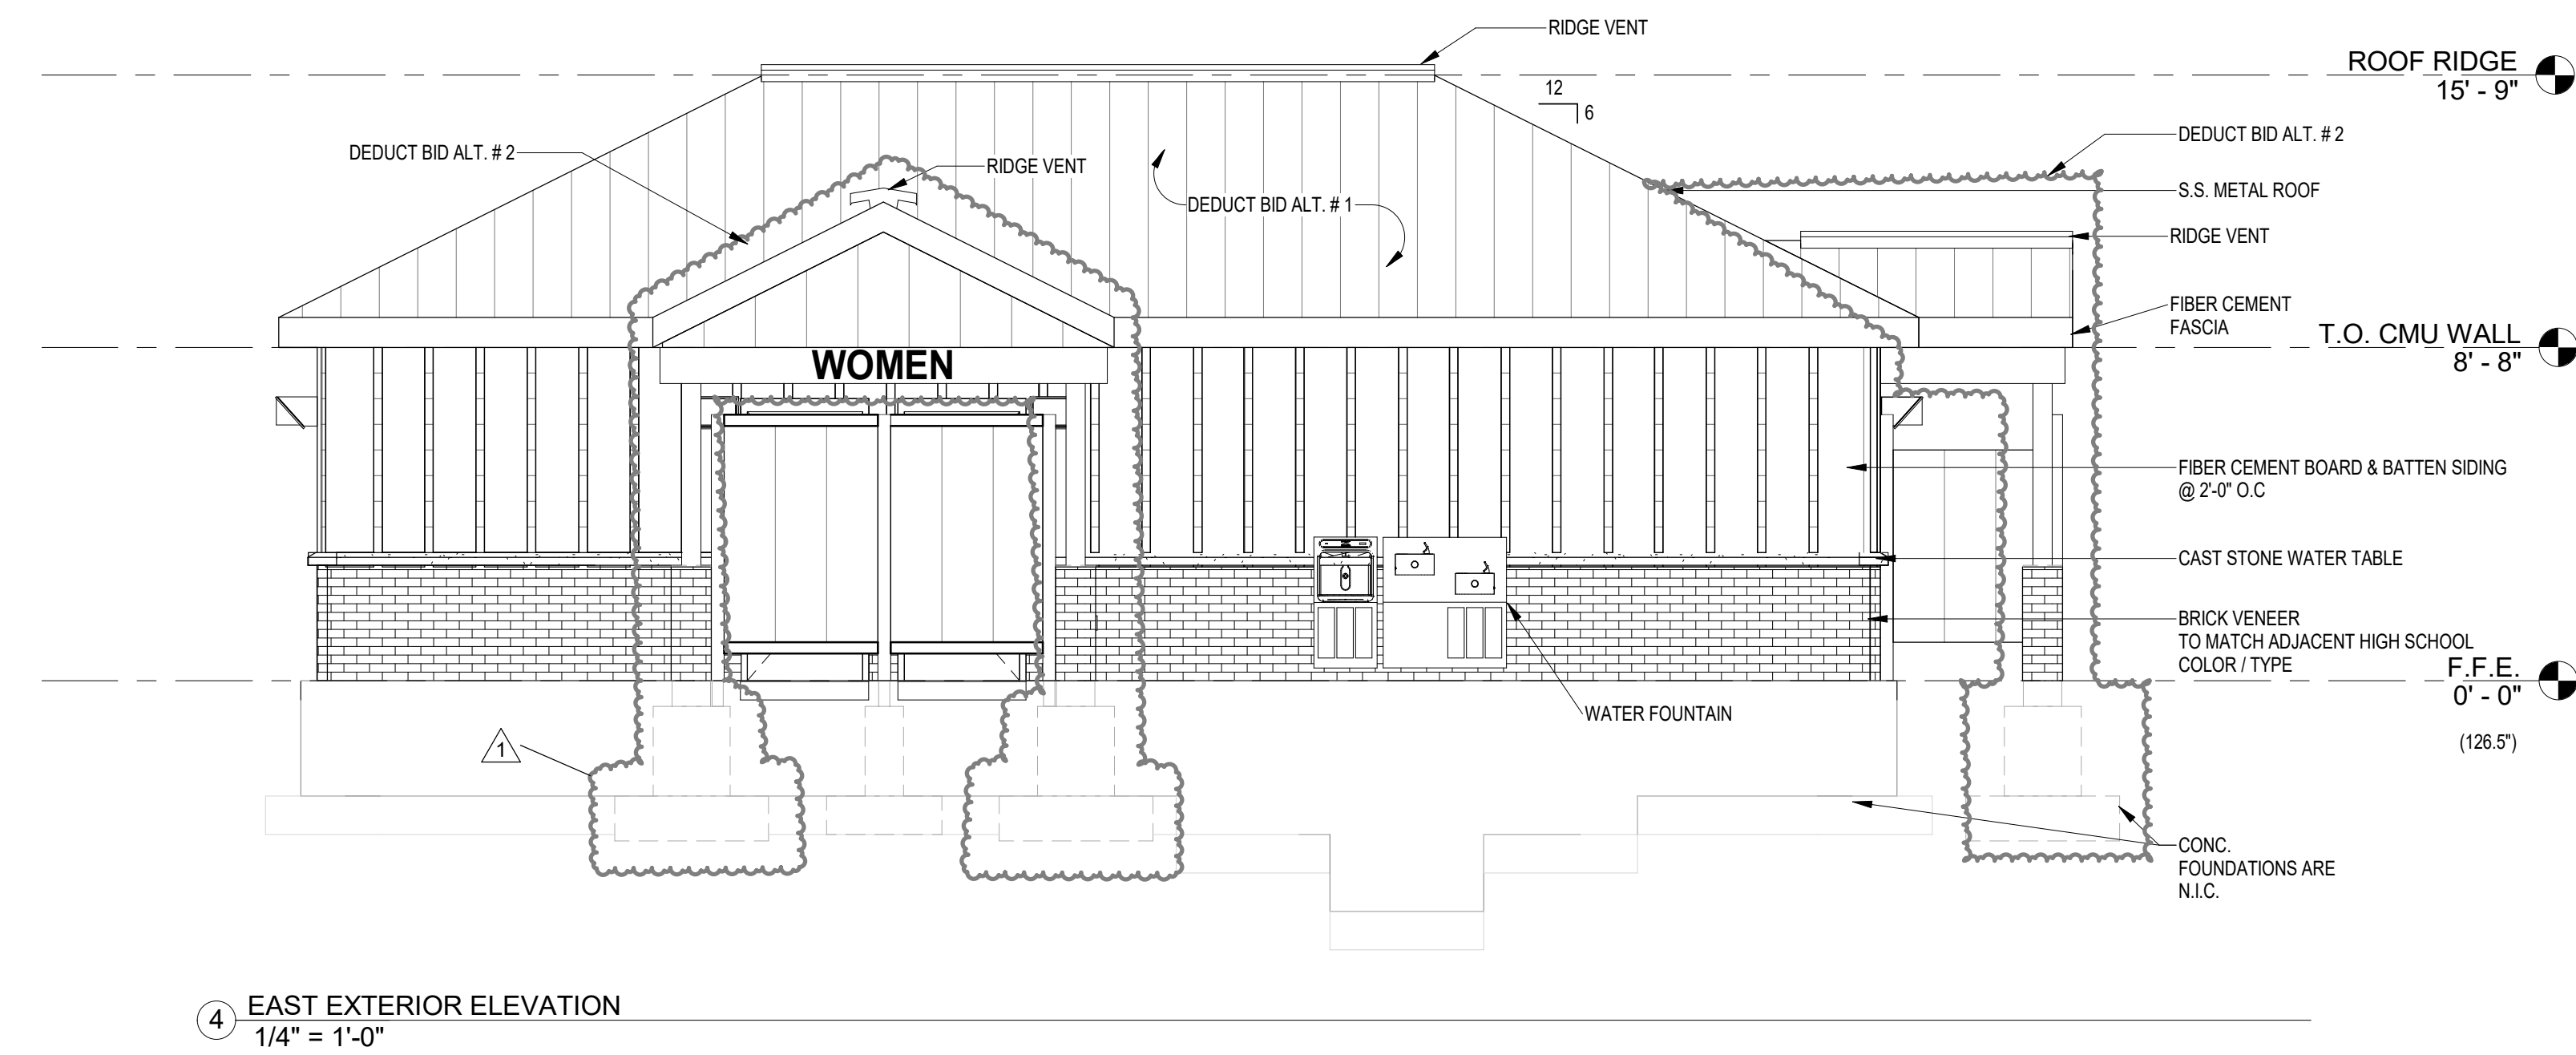 RIDGE VENT
ROOF RIDGE
15' - 9"
12
6
DEDUCT BID ALT. # 2
DEDUCT BID ALT. # 2
RIDGE VENT
S.S. METAL ROOF
DEDUCT BID ALT. # 1
RIDGE VENT
FIBER CEMENT
FASCIA
T.O. CMU WALL
8' - 8"
WOMEN
FIBER CEMENT BOARD & BATTEN SIDING
@ 2'-0" O.C
CAST STONE WATER TABLE
BRICK VENEER
TO MATCH ADJACENT HIGH SCHOOL
COLOR / TYPE
F.F.E.
0' - 0"
(126.5")
WATER FOUNTAIN
1
CONC.
FOUNDATIONS ARE
N.I.C.
4
EAST EXTERIOR ELEVATION
1/4" = 1'-0"